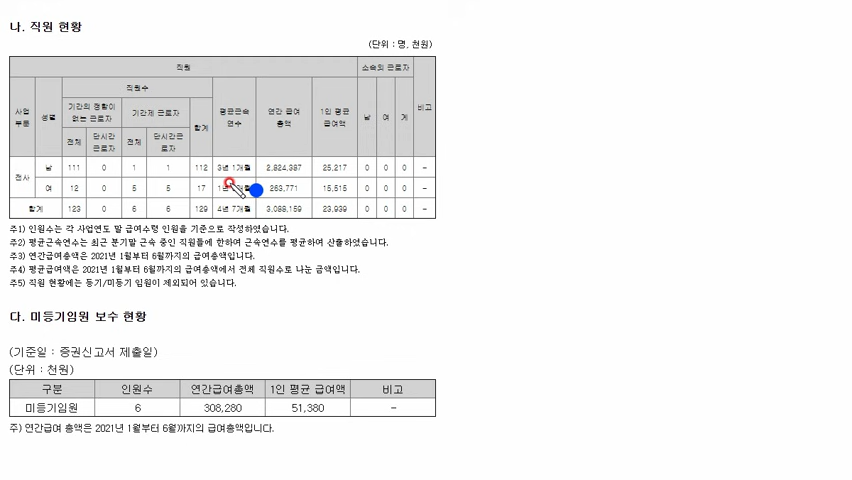 나. 직원 현황
(단위 : 명, 천원)
직원 소속외 근로자
사업부문 성별 직원수 평균근속연수 연간 급여총액 1인 평균급여액 남 여 계 비고
기간의 정함이 없는 근로자 기간제 근로자 합계
전체 단시간 근로자 전체 단시간근로자
전사 남 111 0 1 1 112 3년 1개월 2,824,387 25,217 0 0 0 -
여 12 0 5 5 17 263,771 15,515 0 0 0 -
합계 123 0 6 6 129 4년 7개월 3,088,159 23,939 0 0 0 -
주1) 인원수는 각 사업연도 말 급여수령 인원을 기준으로 작성하였습니다.
주2) 평균근속연수는 최근 분기말 근속 중인 직원들에 한하여 근속연수를 평균하여 산출하였습니다.
주3) 연간급여총액은 2021년 1월부터 6월까지의 급여총액입니다.
주4) 평균급여액은 2021년 1월부터 6월까지의 급여총액에서 전체 직원수로 나눈 금액입니다.
주5) 직원 현황에는 등기/미등기 임원이 제외되어 있습니다.
다. 미등기임원 보수 현황
(기준일 : 증권신고서 제출일)
(단위 : 천원)
구분 인원수 연간급여총액 1인 평균 급여액 비고
미등기임원 6 308,280 51,380 -
주) 연간급여 총액은 2021년 1월부터 6월까지의 급여총액입니다.